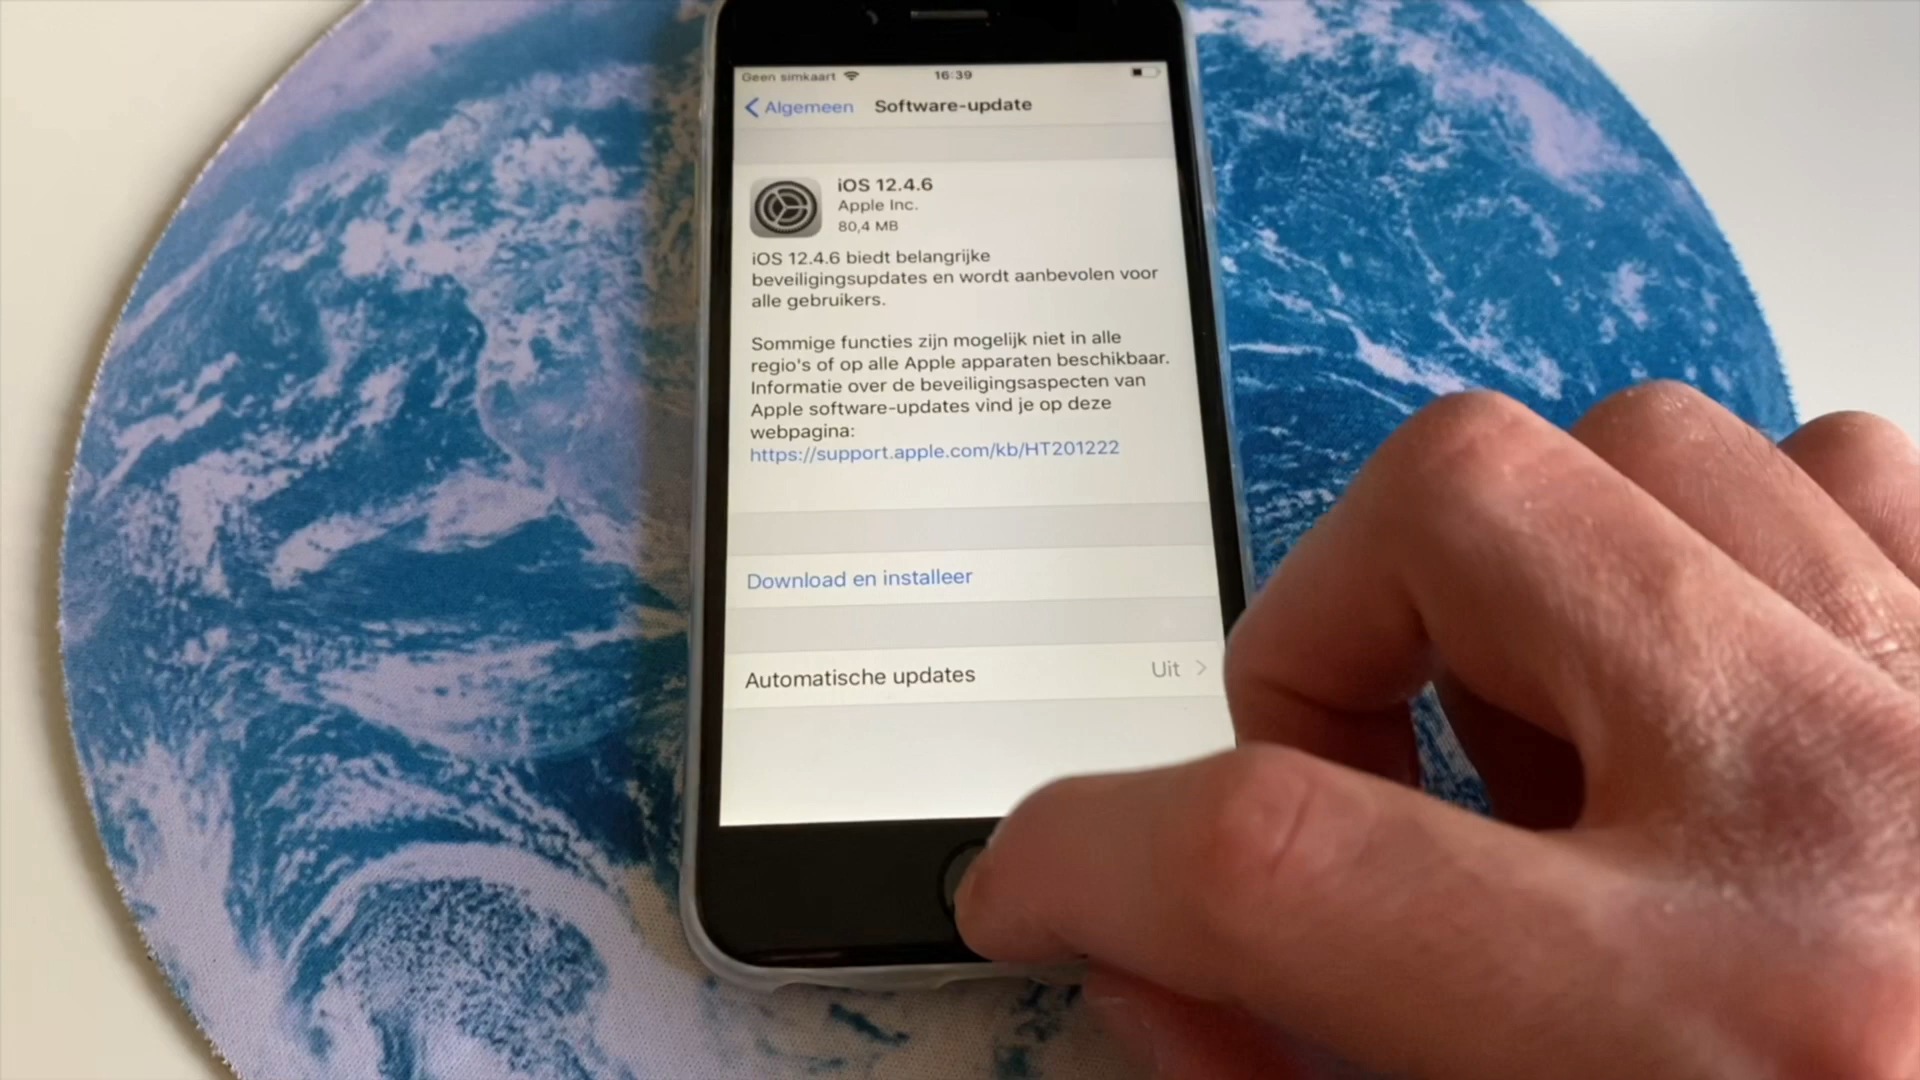 Geen simkaart 16:39
Algemeen Software-update
iOS 12.4.6
Apple Inc.
80,4 MB
iOS 12.4.6 biedt belangrijke
beveiligingsupdates en wordt aanbevolen voor
alle gebruikers.
Sommige functies zijn mogelijk niet in alle
regio's of op alle Apple apparaten beschikbaar.
Informatie over de beveiligingsaspecten van
Apple software-updates vind je op deze
webpagina:
https://support.apple.com/kb/HT201222
Download en installeer
Automatische updates Uit